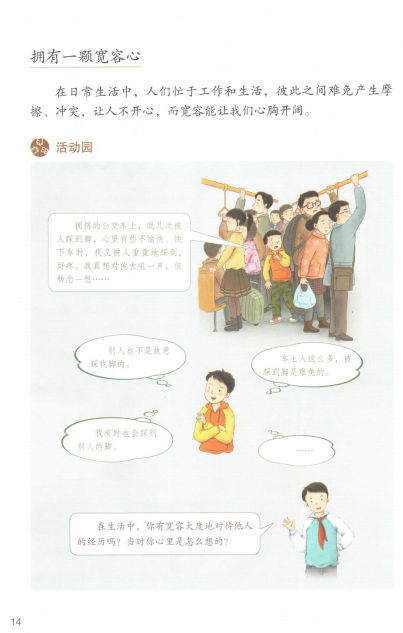 拥有一颗宽容心
在日常生活中，人们忙于工作和生活，彼此之间难免产生摩
擦、冲突，让人不开心，而宽容能让我们心胸开阔。
活动园
拥挤的公交车上，我几次被
人踩到脚，心里有些不愉快。快
下车时，我又被人重重地踩到，
好疼。我真想对他大吼一声，但
转念一想……
别人也不是故意
踩我脚的。
车上人这么多，被
踩到脚是难免的。
我有时也会踩到
别人的脚。
……
在生活中，你有宽容大度地对待他人
的经历吗？当时你心里是怎么想的？
14